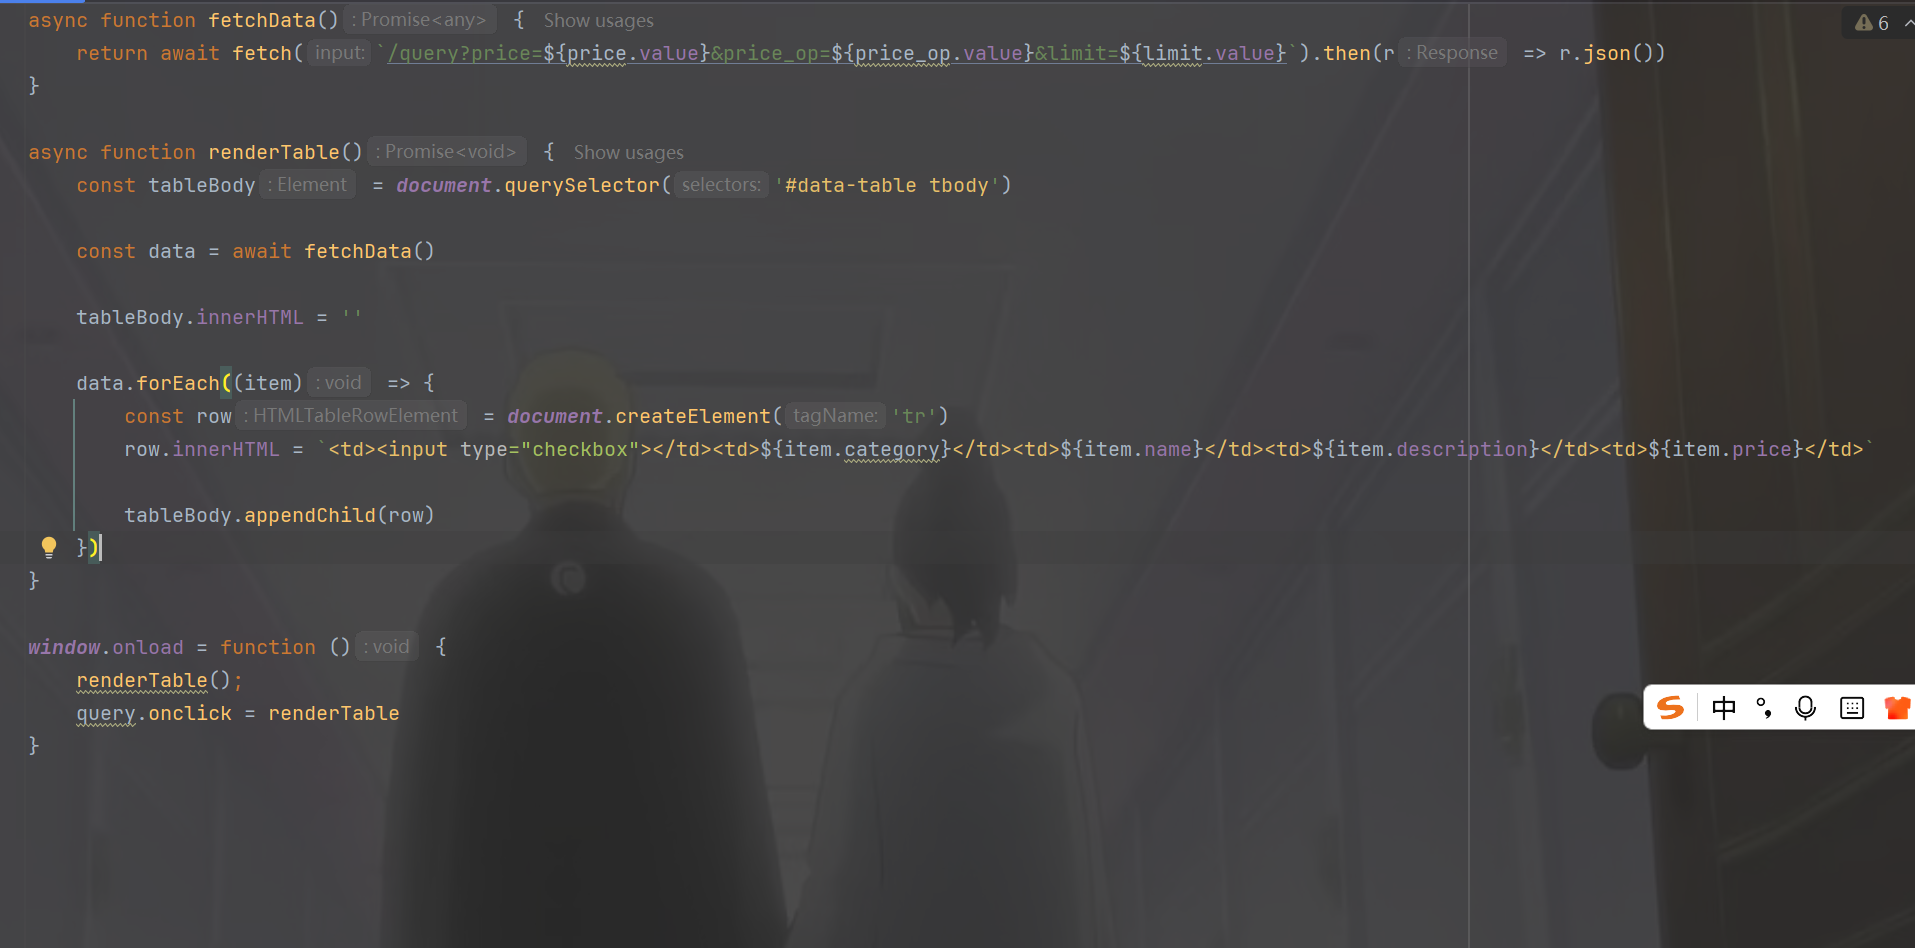 async function fetchData() : Promise<any> { Show usages
6
return await fetch( input: `/query?price=${price.value}&price_op=${price_op.value}&limit=${limit.value}`).then(r : Response => r.json())
}
async function renderTable() : Promise<void> { Show usages
const tableBody : Element = document.querySelector( selectors: '#data-table tbody')
const data = await fetchData()
tableBody.innerHTML = ''
data.forEach((item) : void => {
const row : HTMLTableRowElement = document.createElement( tagName: 'tr')
row.innerHTML = `<td><input type="checkbox"></td><td>${item.category}</td><td>${item.name}</td><td>${item.description}</td><td>${item.price}</td>`
tableBody.appendChild(row)
})
}
window.onload = function () : void {
renderTable();
query.onclick = renderTable
}
S 中 °,